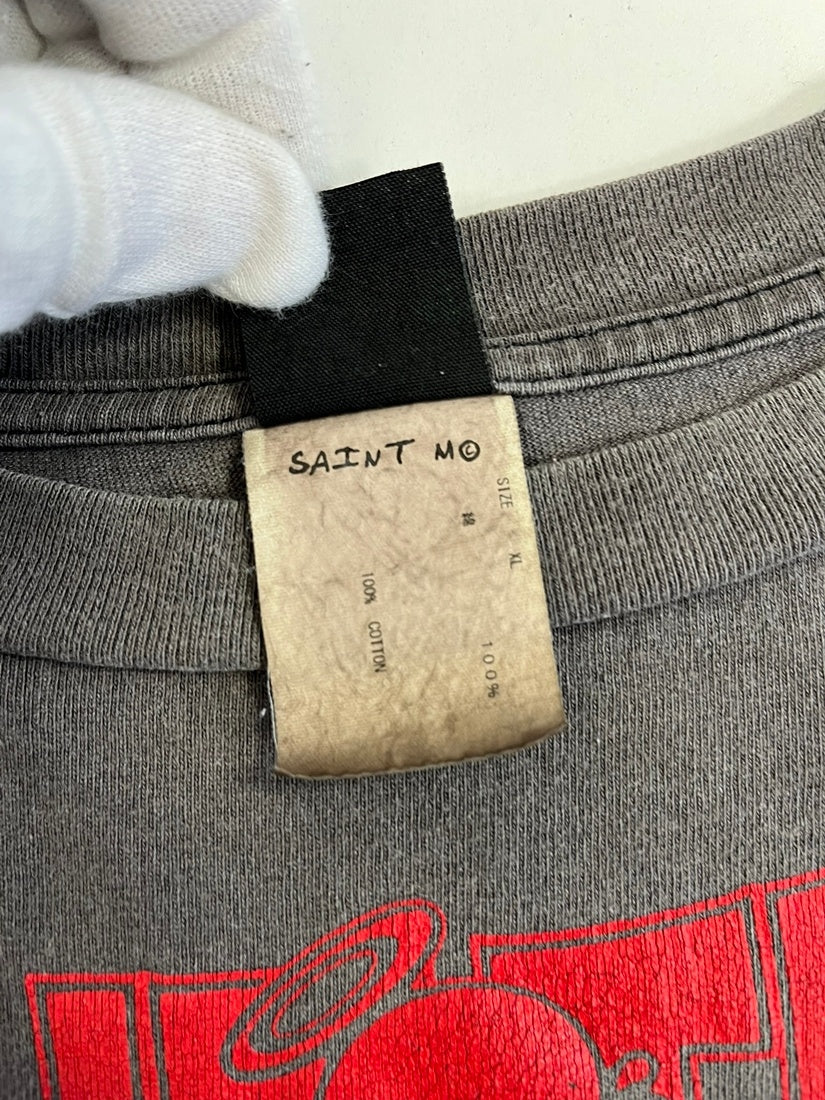 SAINT M©
SIZE XL
綿 100%
100% COTTON